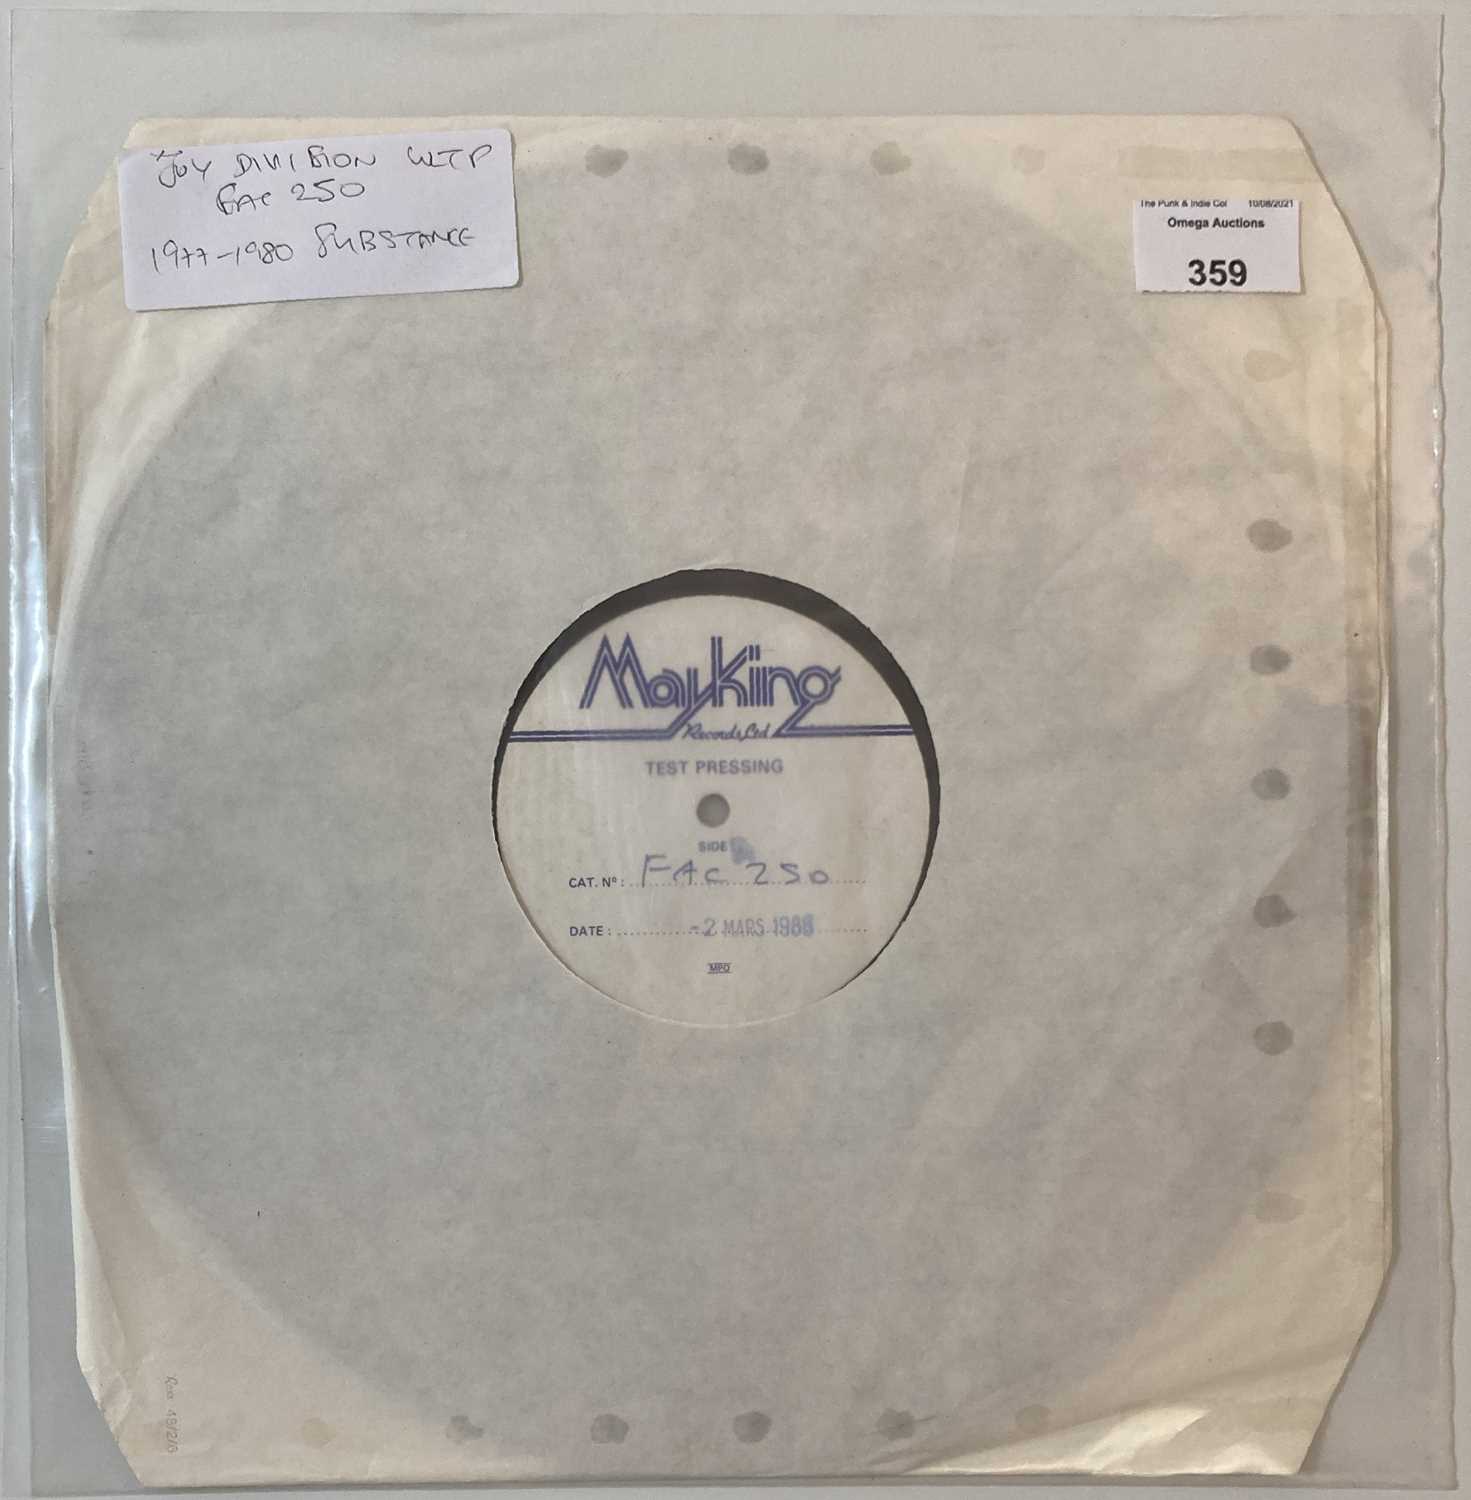 Joy DIVISION WTP
FAC 250
1977-1980 SUBSTANCE
The Punk & Indie Col 10/08/2021
Omega Auctions
359
MayKing
Records Ltd
TEST PRESSING
SIDE
CAT. Nº: FAC 250
DATE: -2 MARS 1988
MPO